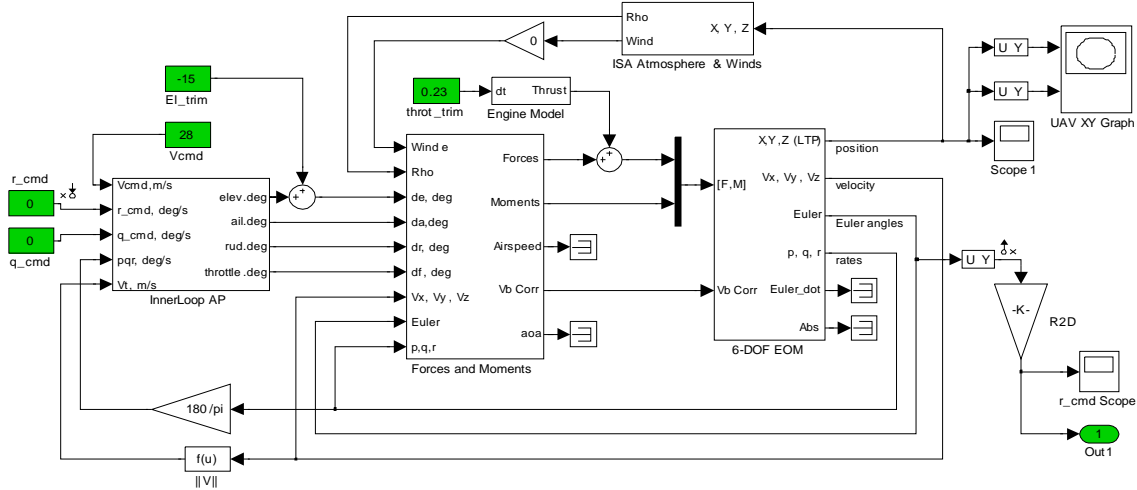 Rho
Wind
X, Y, Z
ISA Atmosphere & Winds
0
-15
El_trim
28
Vcmd
0.23
throt_trim
dt
Thrust
Engine Model
U Y
U Y
UAV XY Graph
Scope 1
r_cmd
0
0
q_cmd
x
Vcmd,m/s
r_cmd, deg/s
q_cmd, deg/s
pqr, deg/s
Vt, m/s
elev.deg
ail.deg
rud.deg
throttle.deg
InnerLoop AP
Wind e
Rho
de, deg
da,deg
dr, deg
df, deg
Vx, Vy, Vz
Euler
p,q,r
Forces
Moments
Airspeed
Vb Corr
aoa
Forces and Moments
[F,M]
Vb Corr
X,Y,Z (LTP)
Vx, Vy, Vz
Euler
p, q, r
Euler_dot
Abs
6-DOF EOM
position
velocity
Euler angles
rates
U Y
x
-K-
R2D
r_cmd Scope
1
Out1
180/pi
f(u)
||V||